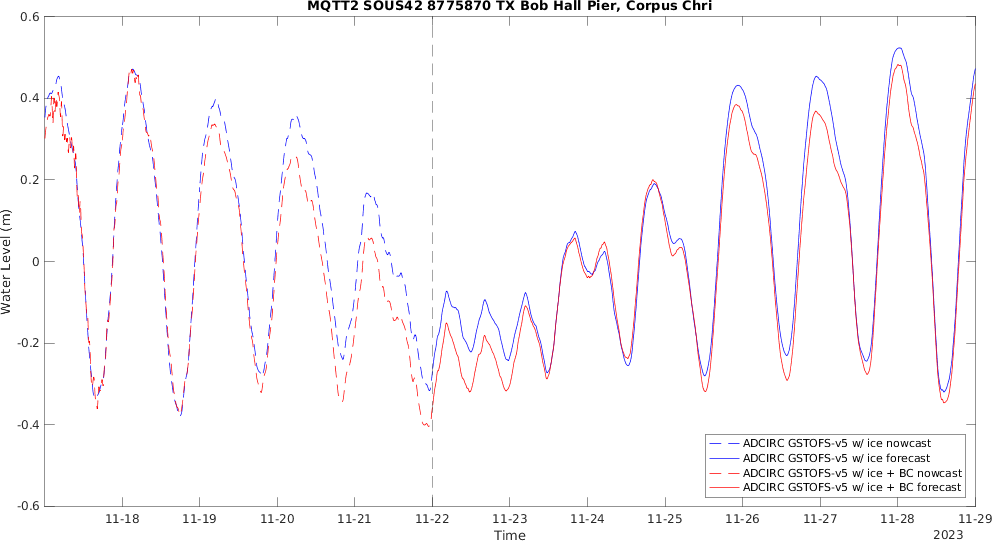 MQTT2 SOUS42 8775870 TX Bob Hall Pier, Corpus Chri
0.6
0.4
0.2
0
-0.2
-0.4
-0.6
Water Level (m)
ADCIRC GSTOFS-v5 w/ ice nowcast
ADCIRC GSTOFS-v5 w/ ice forecast
ADCIRC GSTOFS-v5 w/ ice + BC nowcast
ADCIRC GSTOFS-v5 w/ ice + BC forecast
11-18 11-19 11-20 11-21 11-22 11-23 11-24 11-25 11-26 11-27 11-28 11-29
Time
2023